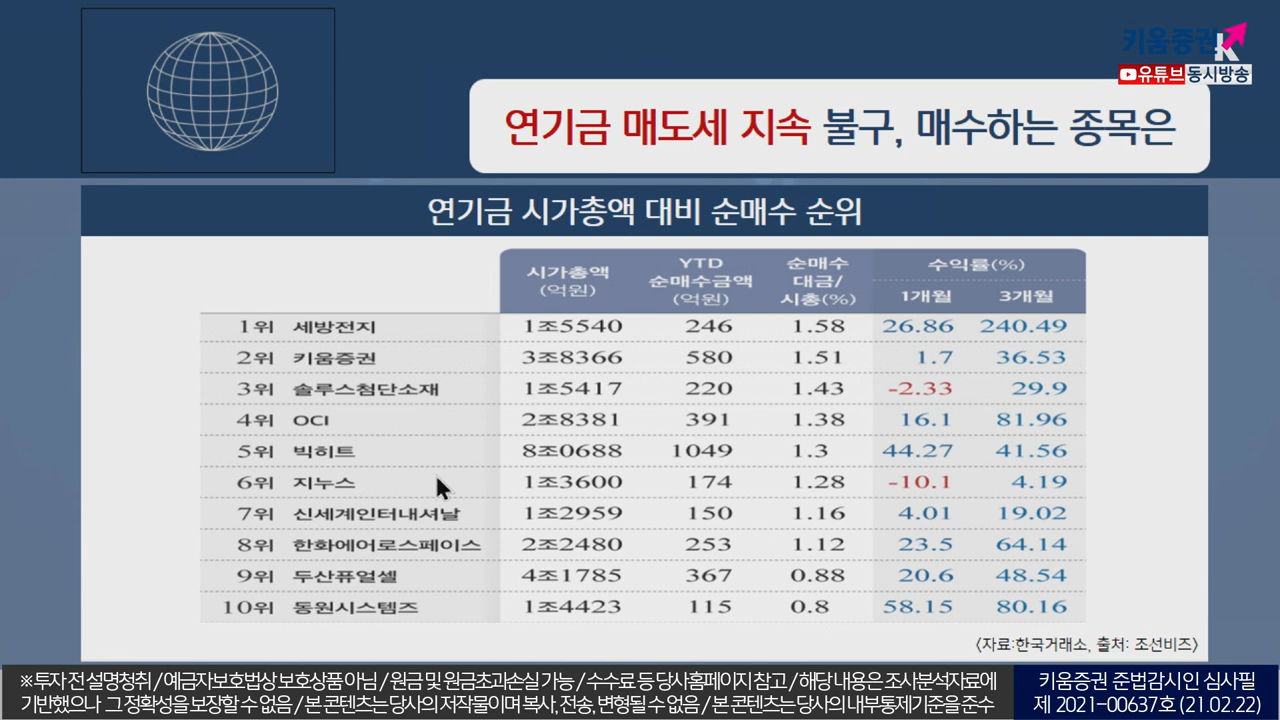 키움증권
유튜브동시방송
연기금 매도세 지속 불구, 매수하는 종목은
연기금 시가총액 대비 순매수 순위
시가총액 (억원) YTD 순매수금액 (억원) 순매수 대금/ 시총(%) 수익률(%)
1개월 3개월
1위 세방전지 1조5540 246 1.58 26.86 240.49
2위 키움증권 3조8366 580 1.51 1.7 36.53
3위 솔루스첨단소재 1조5417 220 1.43 -2.33 29.9
4위 OCI 2조8381 391 1.38 16.1 81.96
5위 빅히트 8조0688 1049 1.3 44.27 41.56
6위 지누스 1조3600 174 1.28 -10.1 4.19
7위 신세계인터내셔날 1조2959 150 1.16 4.01 19.02
8위 한화에어로스페이스 2조2480 253 1.12 23.5 64.14
9위 두산퓨얼셀 4조1785 367 0.88 20.6 48.54
10위 동원시스템즈 1조4423 115 0.8 58.15 80.16
〈자료:한국거래소, 출처: 조선비즈〉
※ 투자 전 설명청취 / 예금자보호법상 보호상품 아님 / 원금 및 원금초과손실 가능 / 수수료 등 당사홈페이지 참고 / 해당 내용은 조사분석자료에
기반했으나 그 정확성을 보장할 수 없음 / 본 콘텐츠는 당사의 저작물이며 복사, 전송, 변형될 수 없음 / 본 콘텐츠는 당사의 내부통제기준을 준수
키움증권 준법감시인 심사필
제 2021-00637호 (21.02.22)